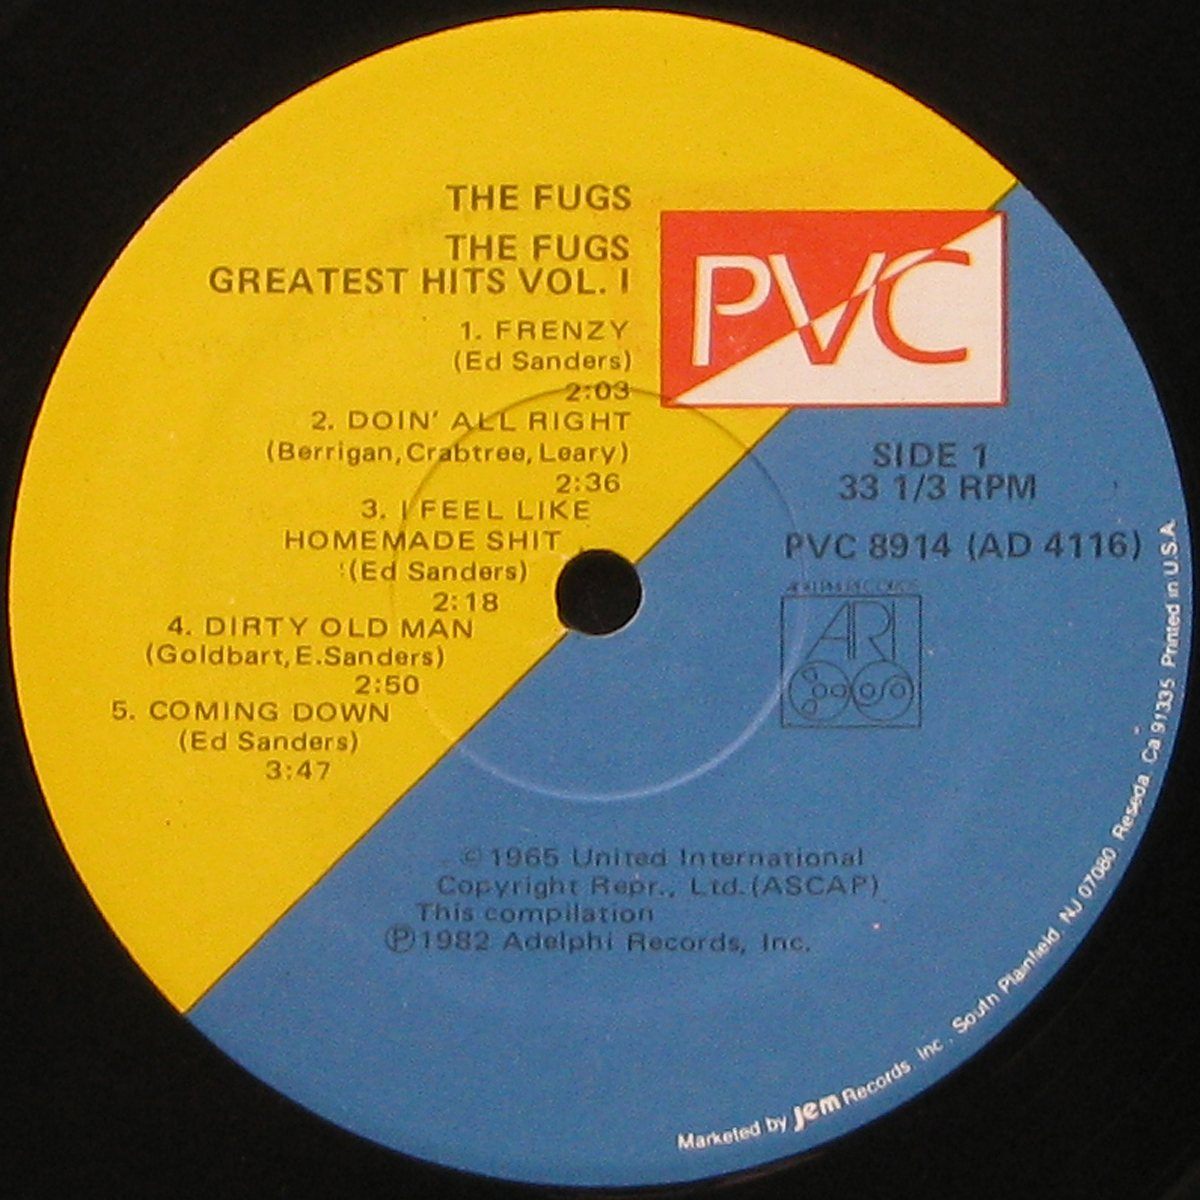 THE FUGS
THE FUGS
GREATEST HITS VOL. I
1. FRENZY
(Ed Sanders)
2:03
2. DOIN' ALL RIGHT
(Berrigan, Crabtree, Leary)
2:36
3. I FEEL LIKE
HOMEMADE SHIT
(Ed Sanders)
2:18
4. DIRTY OLD MAN
(Goldbart, E. Sanders)
2:50
5. COMING DOWN
(Ed Sanders)
3:47
PVC
SIDE 1
33 1/3 RPM
PVC 8914 (AD 4116)
ADELPHI RECORDS
© 1965 United International
Copyright Repr., Ltd. (ASCAP)
This compilation
℗ 1982 Adelphi Records, Inc.
Marketed by Jem Records Inc. South Plainfield, NJ 07080 Reseda Ca 91335 Printed in U.S.A.